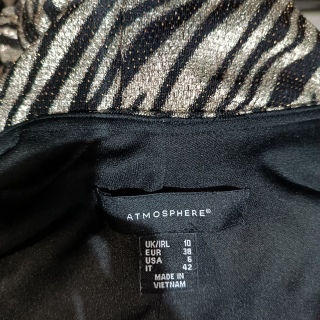 ATMOSPHERE®
UK/IRL 10
EUR 38
USA 6
IT 42
MADE IN
VIETNAM